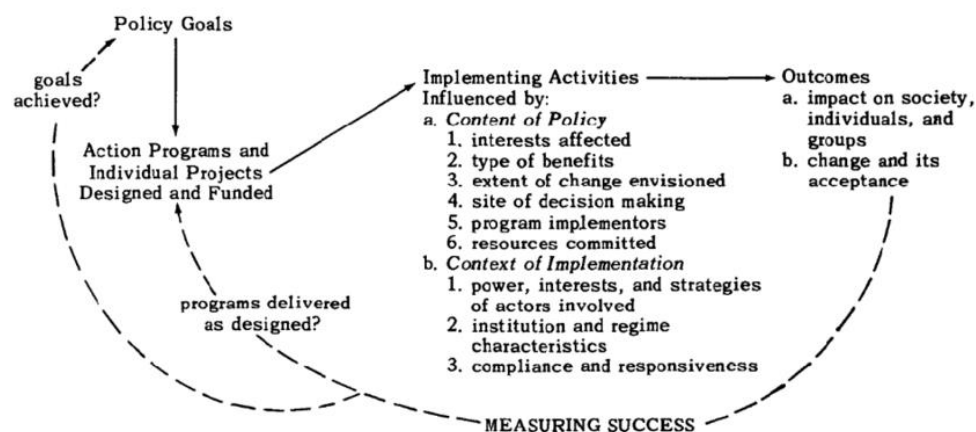 Policy Goals
goals
achieved?
Action Programs and
Individual Projects
Designed and Funded
programs delivered
as designed?
Implementing Activities
Influenced by:
a. Content of Policy
1. interests affected
2. type of benefits
3. extent of change envisioned
4. site of decision making
5. program implementors
6. resources committed
b. Context of Implementation
1. power, interests, and strategies
of actors involved
2. institution and regime
characteristics
3. compliance and responsiveness
Outcomes
a. impact on society,
individuals, and
groups
b. change and its
acceptance
MEASURING SUCCESS